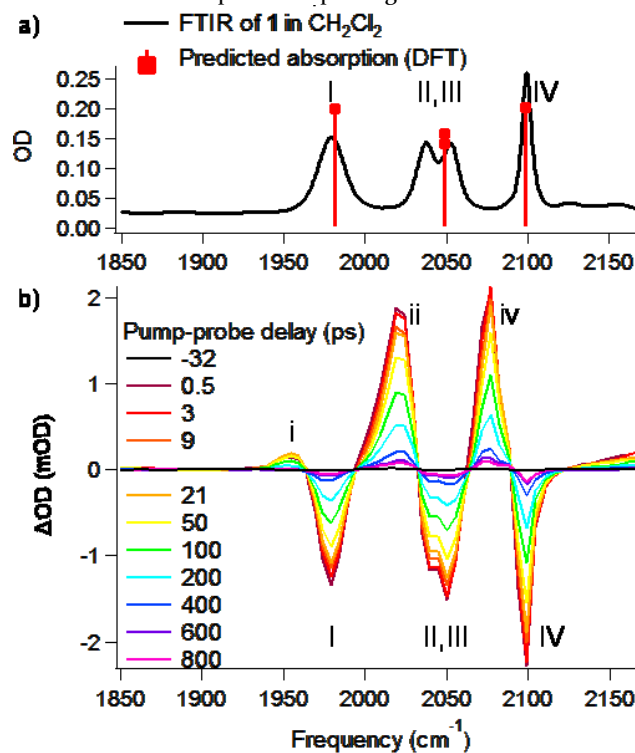 a)
FTIR of 1 in CH₂Cl₂
Predicted absorption (DFT)
I
II, III
IV
OD
0.25
0.20
0.15
0.10
0.05
0.00
1850
1900
1950
2000
2050
2100
2150
b)
Pump-probe delay (ps)
-32
0.5
3
9
21
50
100
200
400
600
800
i
ii
iv
I
II, III
IV
ΔOD (mOD)
2
1
0
-1
-2
1850
1900
1950
2000
2050
2100
2150
Frequency (cm⁻¹)